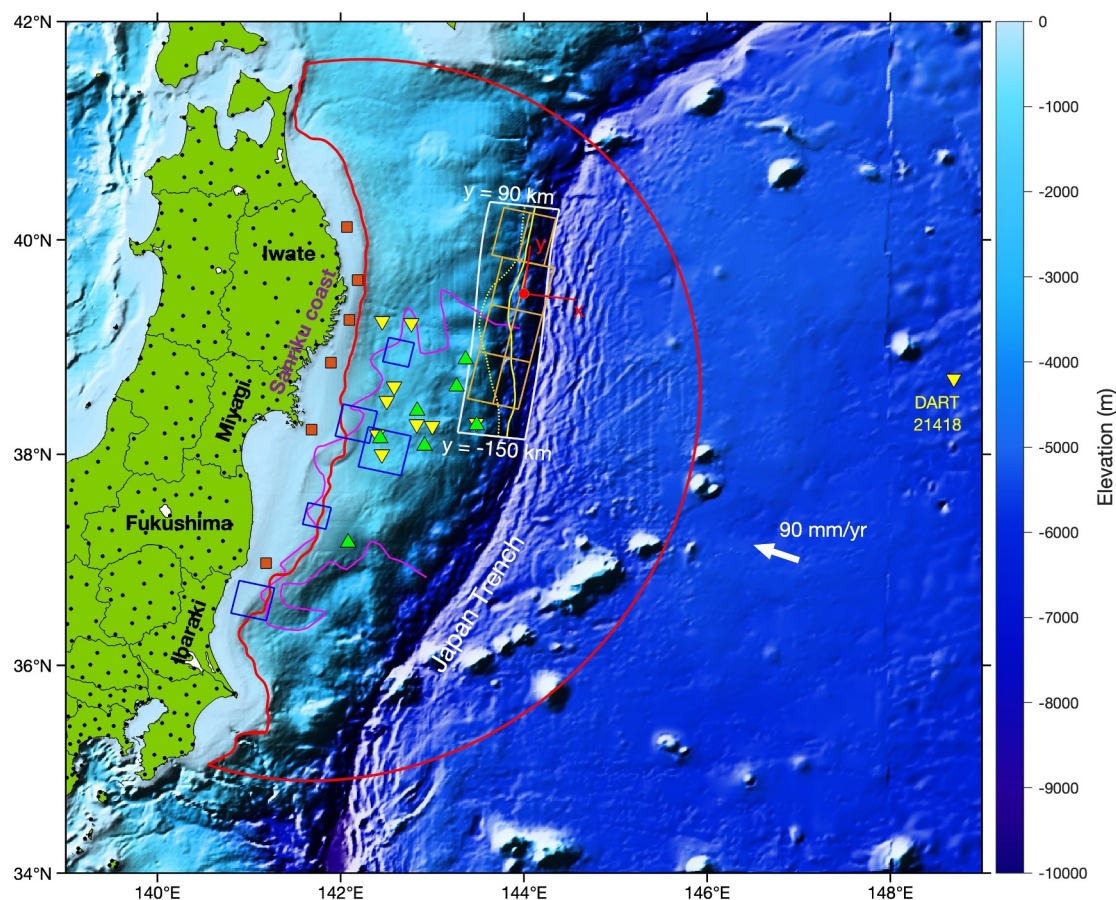 42°N
40°N
38°N
36°N
34°N
140°E
142°E
144°E
146°E
148°E
Iwate
Sanriku coast
Miyagi
Fukushima
Ibaraki
y = 90 km
y
x
y = -150 km
Japan Trench
90 mm/yr
DART
21418
0
-1000
-2000
-3000
-4000
-5000
-6000
-7000
-8000
-9000
-10000
Elevation (m)